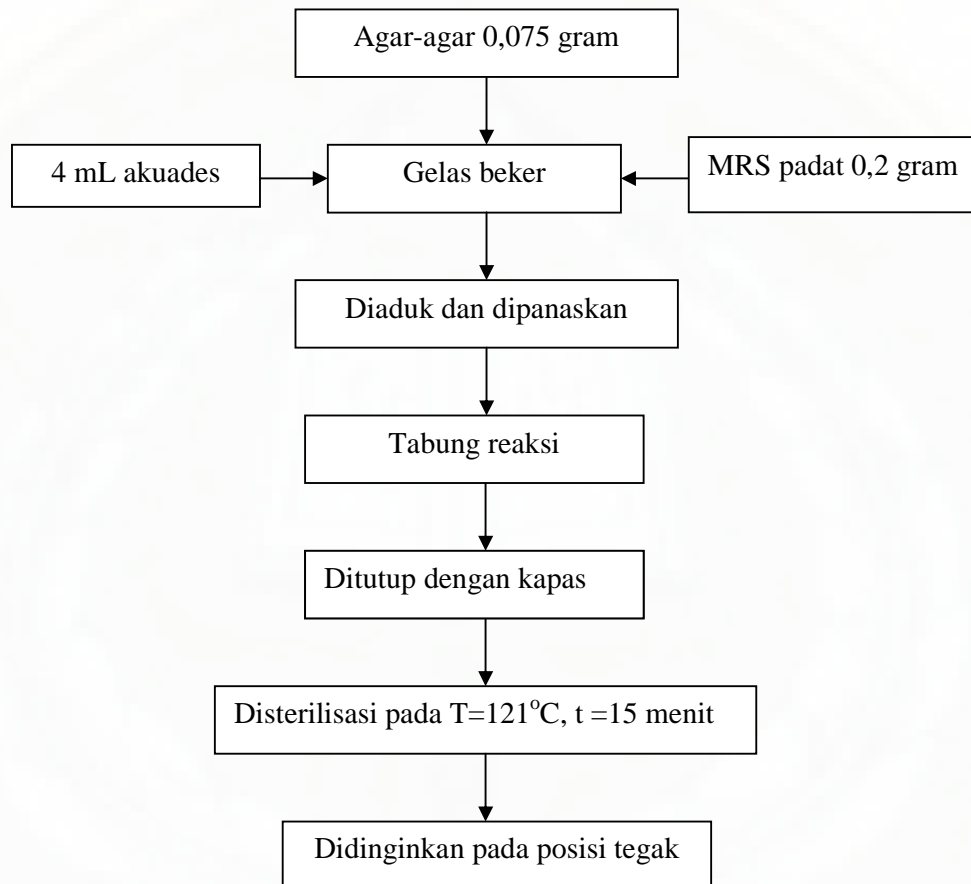 Agar-agar 0,075 gram
4 mL akuades
Gelas beker
MRS padat 0,2 gram
Diaduk dan dipanaskan
Tabung reaksi
Ditutup dengan kapas
Disterilisasi pada T=121°C, t =15 menit
Didinginkan pada posisi tegak